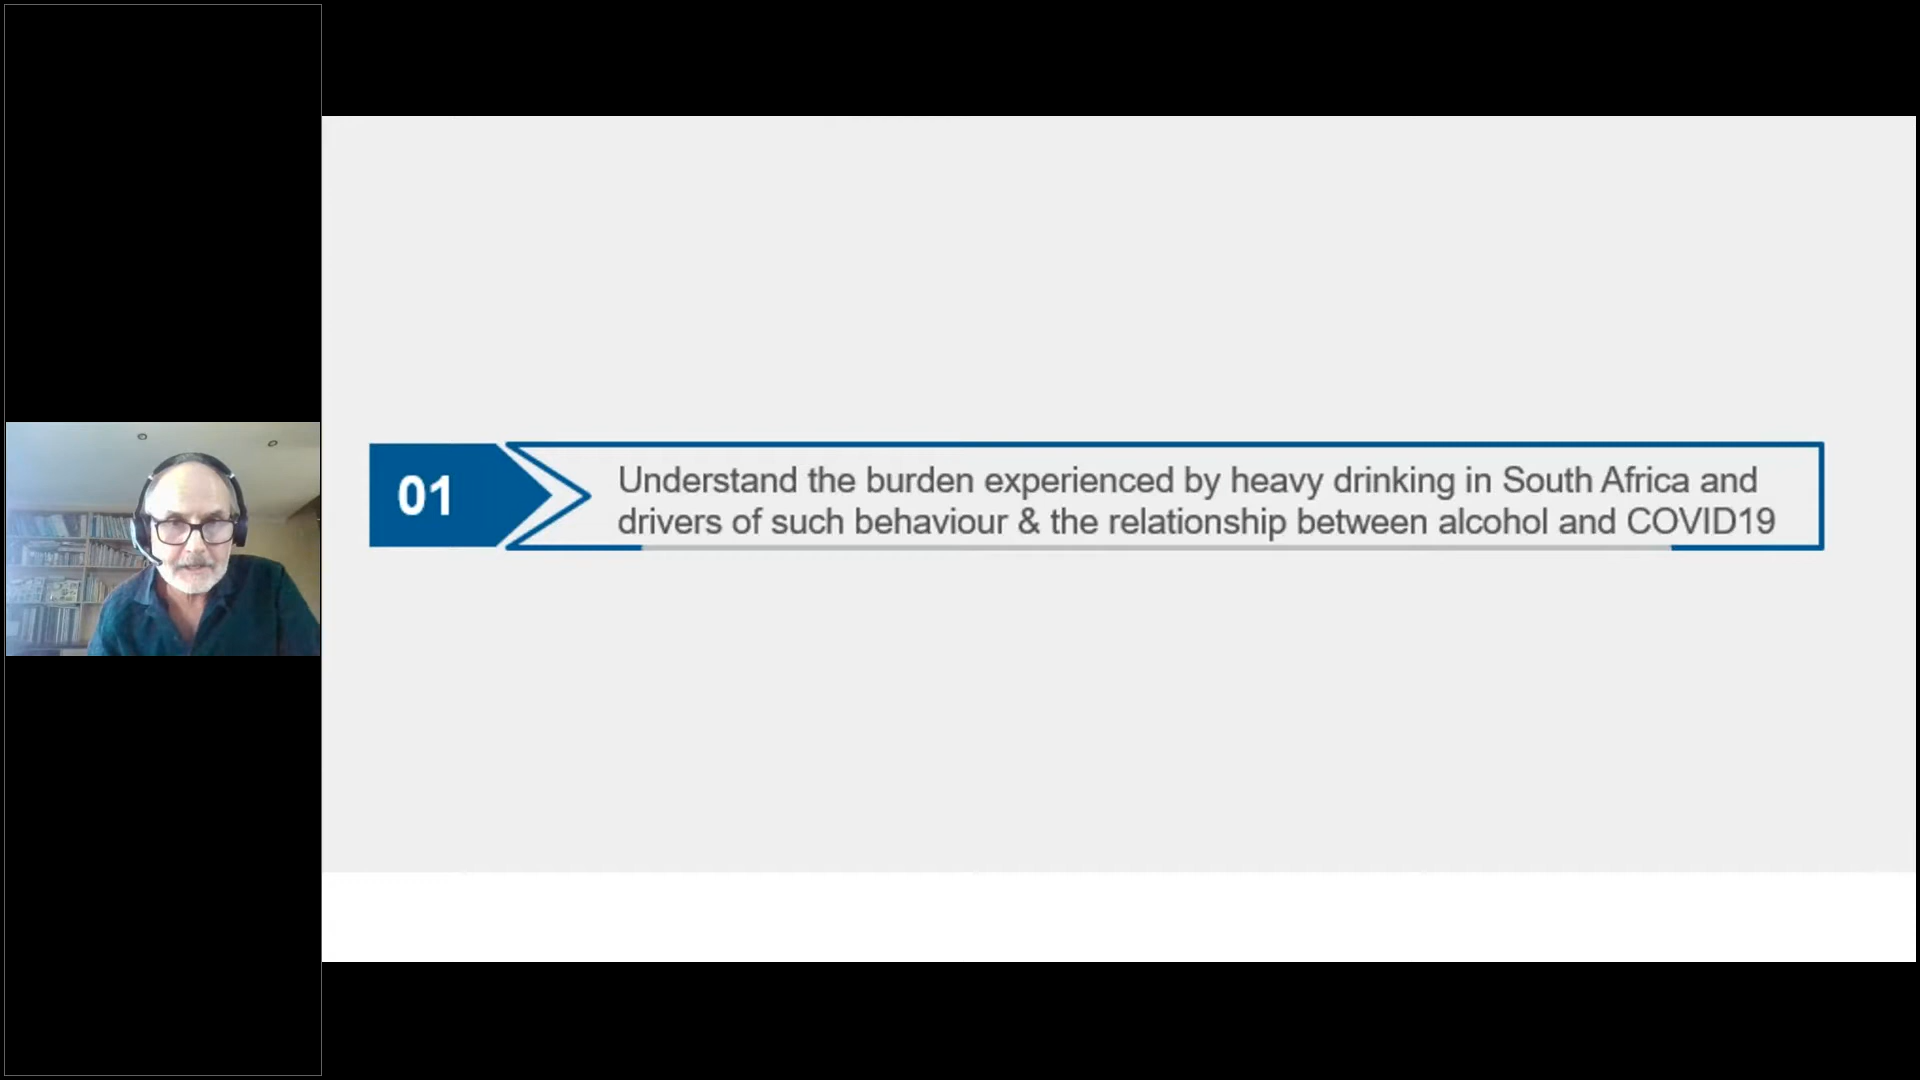 01
Understand the burden experienced by heavy drinking in South Africa and
drivers of such behaviour & the relationship between alcohol and COVID19